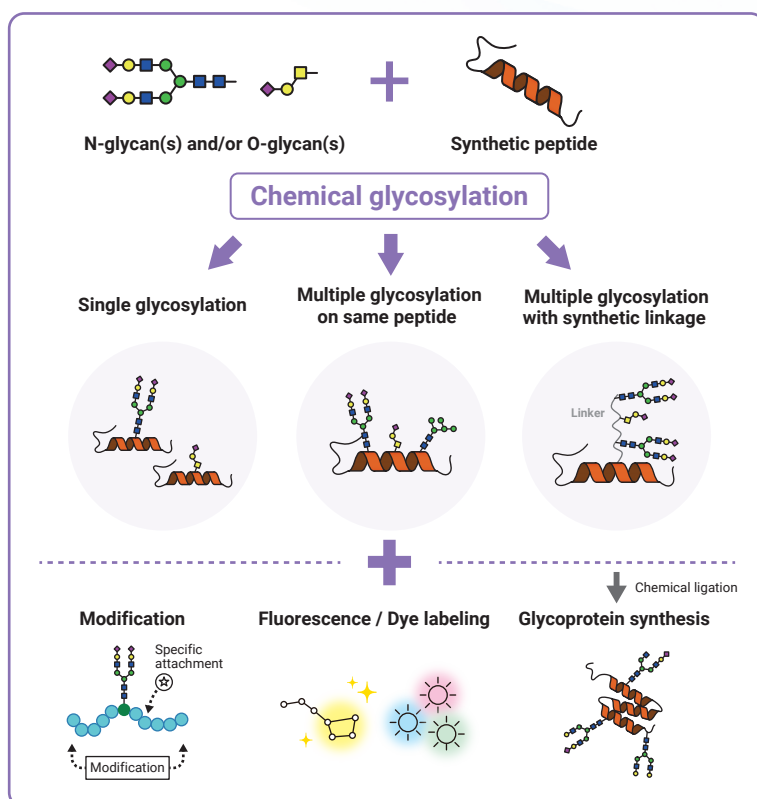 N-glycan(s) and/or O-glycan(s)
Synthetic peptide
Chemical glycosylation
Single glycosylation
Multiple glycosylation
on same peptide
Multiple glycosylation
with synthetic linkage
Linker
Chemical ligation
Modification
Fluorescence / Dye labeling
Glycoprotein synthesis
Specific
attachment
Modification